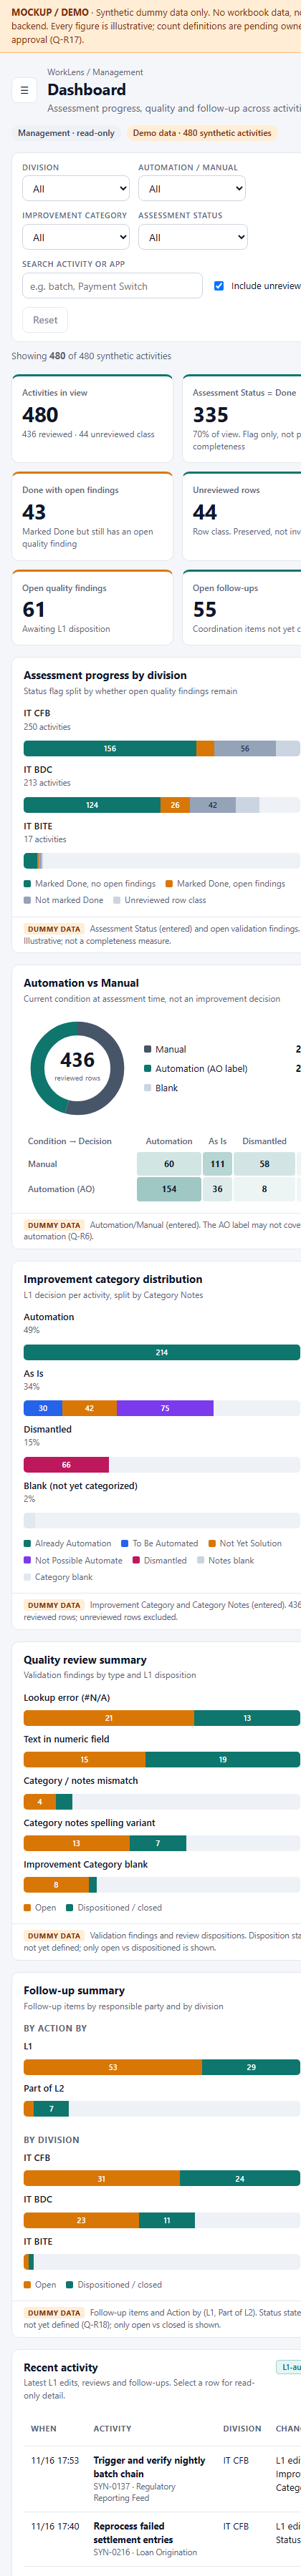 MOCKUP / DEMO · Synthetic dummy data only. No workbook data, no
backend. Every figure is illustrative; count definitions are pending owne
approval (Q-R17).
WorkLens / Management
☰ Dashboard
Assessment progress, quality and follow-up across activiti
Management · read-only Demo data · 480 synthetic activities
DIVISION AUTOMATION / MANUAL
All All
IMPROVEMENT CATEGORY ASSESSMENT STATUS
All All
SEARCH ACTIVITY OR APP
e.g. batch, Payment Switch Include unreview
Reset
Showing 480 of 480 synthetic activities
Activities in view
480
436 reviewed · 44 unreviewed class
Assessment Status = Done
335
70% of view. Flag only, not p
completeness
Done with open findings
43
Marked Done but still has an open
quality finding
Unreviewed rows
44
Row class. Preserved, not inv
Open quality findings
61
Awaiting L1 disposition
Open follow-ups
55
Coordination items not yet c
Assessment progress by division
Status flag split by whether open quality findings remain
IT CFB
250 activities
156 56
IT BDC
213 activities
124 26 42
IT BITE
17 activities
Marked Done, no open findings Marked Done, open findings
Not marked Done Unreviewed row class
DUMMY DATA Assessment Status (entered) and open validation findings.
Illustrative; not a completeness measure.
Automation vs Manual
Current condition at assessment time, not an improvement decision
436
reviewed rows
Manual 2
Automation (AO label) 2
Blank
Condition → Decision Automation As Is Dismantled
Manual 60 111 58
Automation (AO) 154 36 8
DUMMY DATA Automation/Manual (entered). The AO label may not cove
automation (Q-R6).
Improvement category distribution
L1 decision per activity, split by Category Notes
Automation
49%
214
As Is
34%
30 42 75
Dismantled
15%
66
Blank (not yet categorized)
2%
Already Automation To Be Automated Not Yet Solution
Not Possible Automate Dismantled Notes blank
Category blank
DUMMY DATA Improvement Category and Category Notes (entered). 436
reviewed rows; unreviewed rows excluded.
Quality review summary
Validation findings by type and L1 disposition
Lookup error (#N/A)
21 13
Text in numeric field
15 19
Category / notes mismatch
4
Category notes spelling variant
13 7
Improvement Category blank
8
Open Dispositioned / closed
DUMMY DATA Validation findings and review dispositions. Disposition sta
not yet defined; only open vs dispositioned is shown.
Follow-up summary
Follow-up items by responsible party and by division
BY ACTION BY
L1
53 29
Part of L2
7
BY DIVISION
IT CFB
31 24
IT BDC
23 11
IT BITE
Open Dispositioned / closed
DUMMY DATA Follow-up items and Action by (L1, Part of L2). Status state
not yet defined (Q-R18); only open vs closed is shown.
Recent activity L1-au
Latest L1 edits, reviews and follow-ups. Select a row for read-
only detail.
WHEN ACTIVITY DIVISION CHAN
11/16 17:53 Trigger and verify nightly
batch chain
SYN-0137 · Regulatory
Reporting Feed
IT CFB
L1 edi
Impro
Categ
11/16 17:40 Reprocess failed
settlement entries
SYN-0216 · Loan Origination
IT CFB
L1 edi
Status